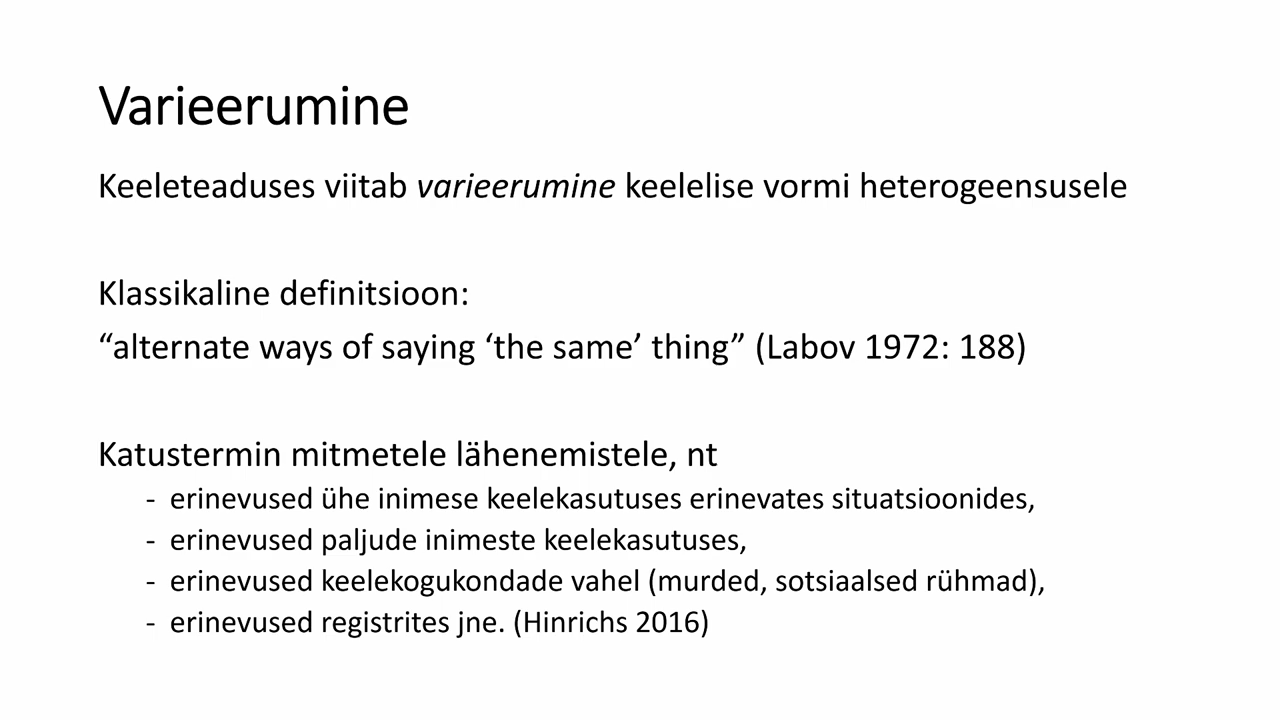 Varieerumine
Keeleteaduses viitab varieerumine keelelise vormi heterogeensusele
Klassikaline definitsioon:
“alternate ways of saying ‘the same’ thing” (Labov 1972: 188)
Katustermin mitmetele lähenemistele, nt
- erinevused ühe inimese keelekasutuses erinevates situatsioonides,
- erinevused paljude inimeste keelekasutuses,
- erinevused keelekogukondade vahel (murded, sotsiaalsed rühmad),
- erinevused registrites jne. (Hinrichs 2016)